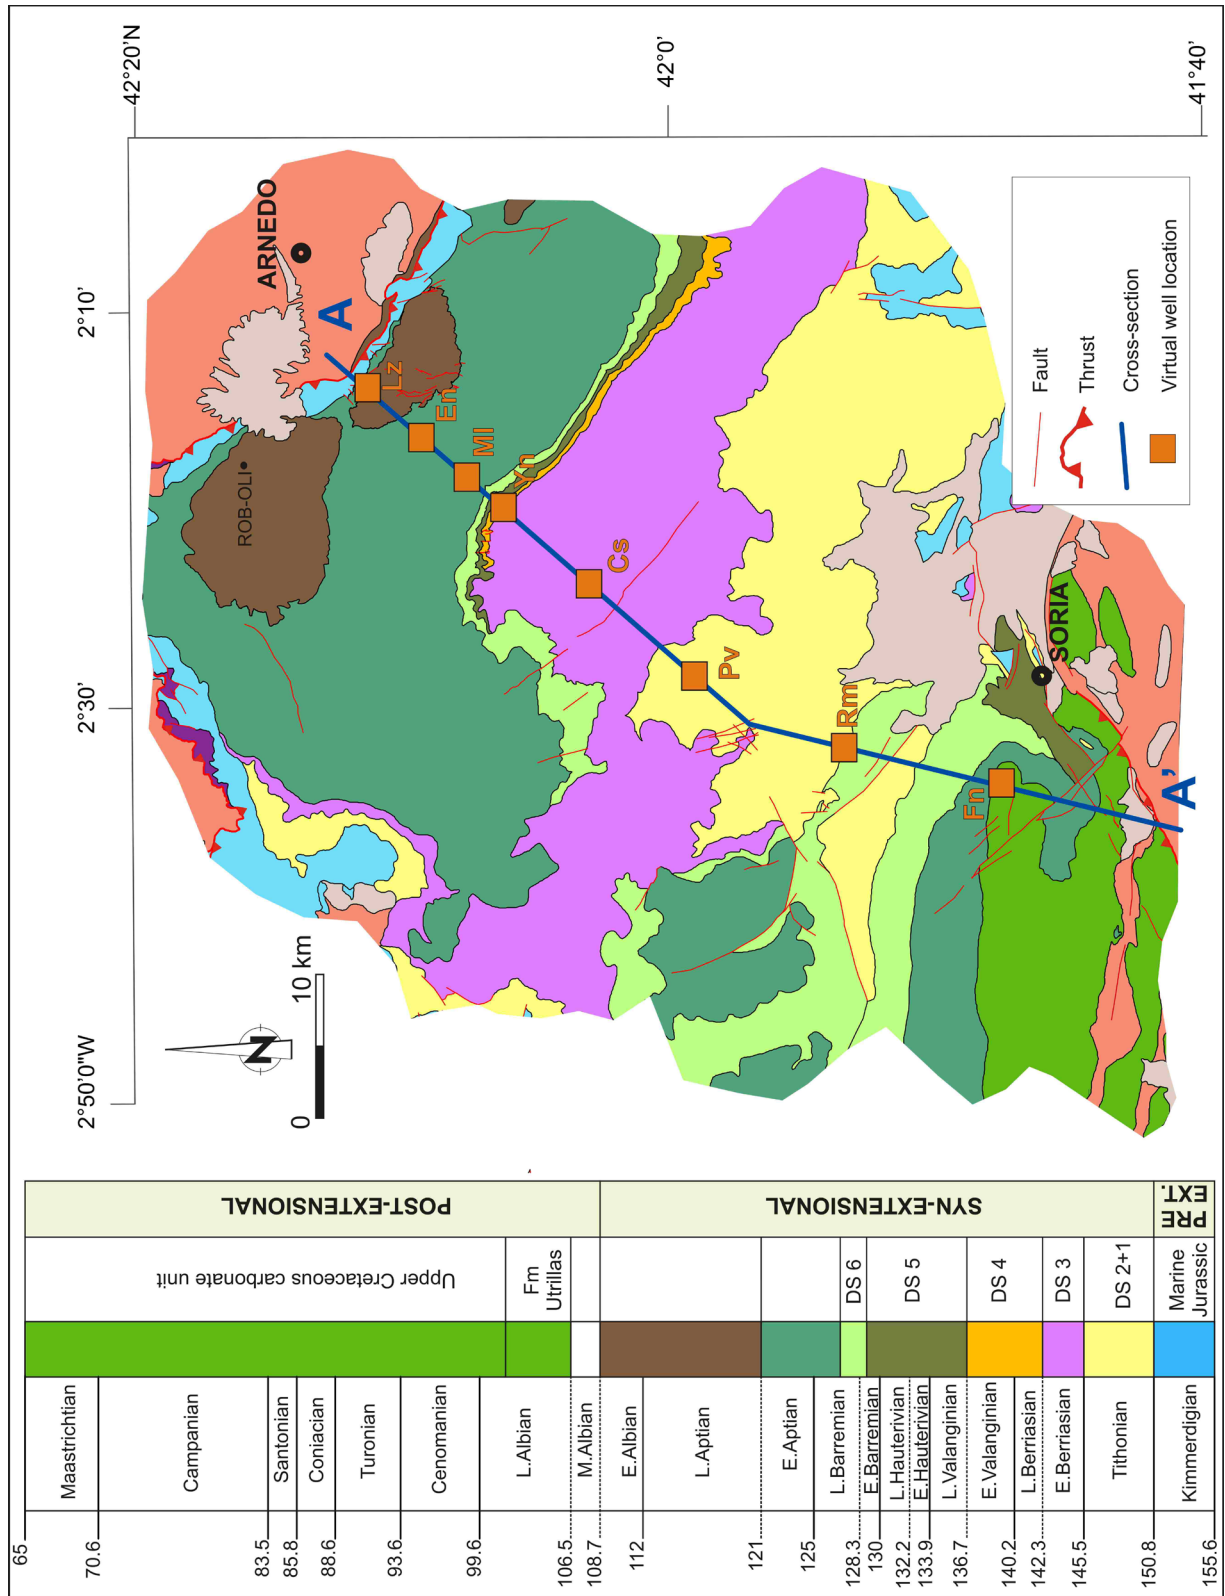 42°20'N
42°0'
41°40'
2°10'
2°30'
2°50'0"W
ARNEDO
A
ROB-OLI
Lz
En
Ml
Yn
Cs
Pv
Rm
Fn
SORIA
A'
N
0 10 km
Fault
Thrust
Cross-section
Virtual well location
POST-EXTENSIONAL
SYN-EXTENSIONAL
PRE
EXT.
Upper Cretaceous carbonate unit
Fm
Utrillas
DS 6
DS 5
DS 4
DS 3
DS 2+1
Marine
Jurassic
Maastrichtian
Campanian
Santonian
Coniacian
Turonian
Cenomanian
L.Albian
M.Albian
E.Albian
L.Aptian
E.Aptian
L.Barremian
E.Barremian
L.Hauterivian
E.Hauterivian
L.Valanginian
E.Valanginian
L.Berriasian
E.Berriasian
Tithonian
Kimmerdigian
65
70.6
83.5
85.8
88.6
93.6
99.6
106.5
108.7
112
121
125
128.3
130
132.2
133.9
136.7
140.2
142.3
145.5
150.8
155.6